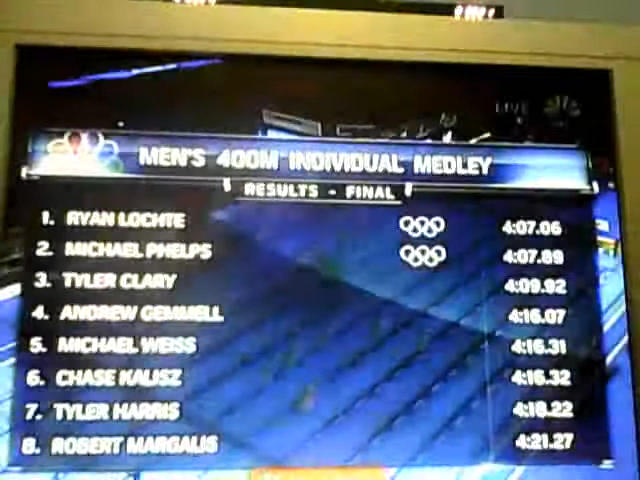 LIVE
MEN'S 400M INDIVIDUAL MEDLEY
RESULTS - FINAL
1. RYAN LOCHTE 4:07.06
2. MICHAEL PHELPS 4:07.89
3. TYLER CLARY 4:09.92
4. ANDREW GEMMELL 4:16.07
5. MICHAEL WEISS 4:16.31
6. CHASE KALISZ 4:16.32
7. TYLER HARRIS 4:18.22
8. ROBERT MARGALIS 4:21.27